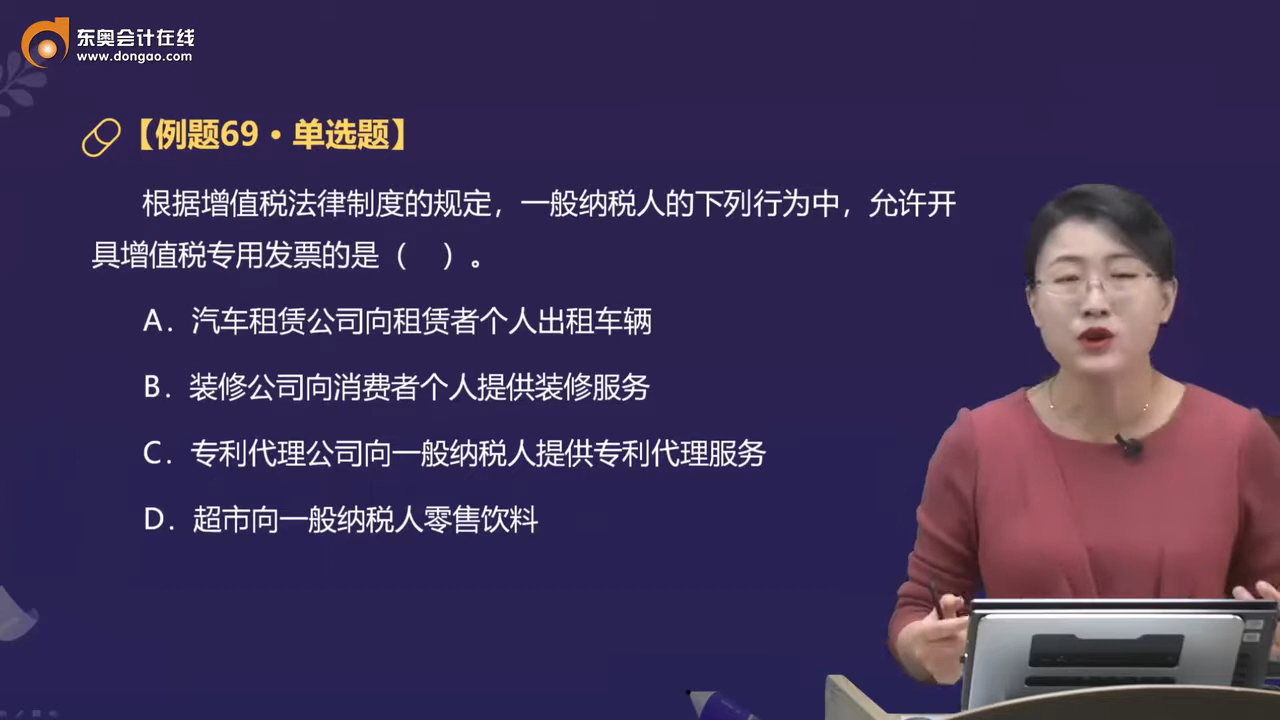 东奥会计在线
www.dongao.com
【例题69·单选题】
根据增值税法律制度的规定，一般纳税人的下列行为中，允许开
具增值税专用发票的是（ ）。
A. 汽车租赁公司向租赁者个人出租车辆
B. 装修公司向消费者个人提供装修服务
C. 专利代理公司向一般纳税人提供专利代理服务
D. 超市向一般纳税人零售饮料